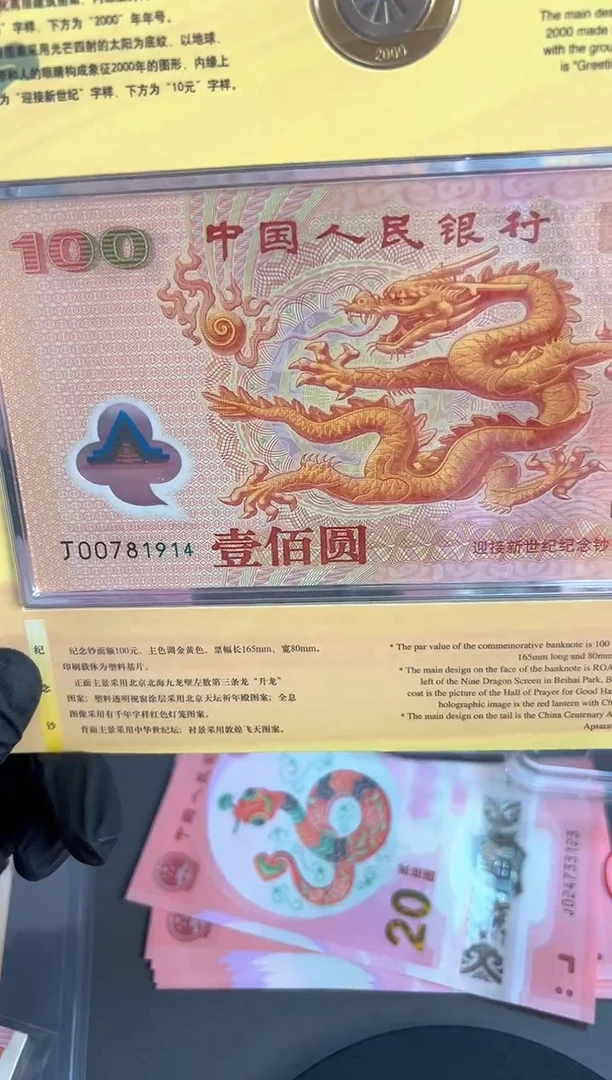 字样，下方为“2000”年年号。
图案采用光芒四射的太阳为底纹、以地球、
和人的眼睛构成象征2000年的图形，内缘上
为“迎接新世纪”字样、下方为“10元”字样。
2000
The main des
2000 made
with the grou
is "Greeti
100
中国人民银行
J00781914
壹佰圆
迎接新世纪纪念钞
纪
念
钞
纪念钞面额100元、主色调金黄色、票幅长165mm、宽80mm。
印刷载体为塑料基片。
正面主景采用北京北海九龙壁左数第三条龙“升龙”
图案；塑料透明视窗涂层采用北京天坛祈年殿图案；全息
图像采用有千年字样红色灯笼图案。
背面主景采用中华世纪坛；衬景采用敦煌飞天图案。
* The par value of the commemorative banknote is 100
165mm long and 80mm
* The main design on the face of the banknote is ROA
left of the Nine Dragon Screen in Beihai Park, B
coat is the picture of the Hall of Prayer for Good Ha
holographic image is the red lantern with Ch
* The main design on the tail is the China Centenary A
Apsara
中国人民
20
贰拾圆
J024733123